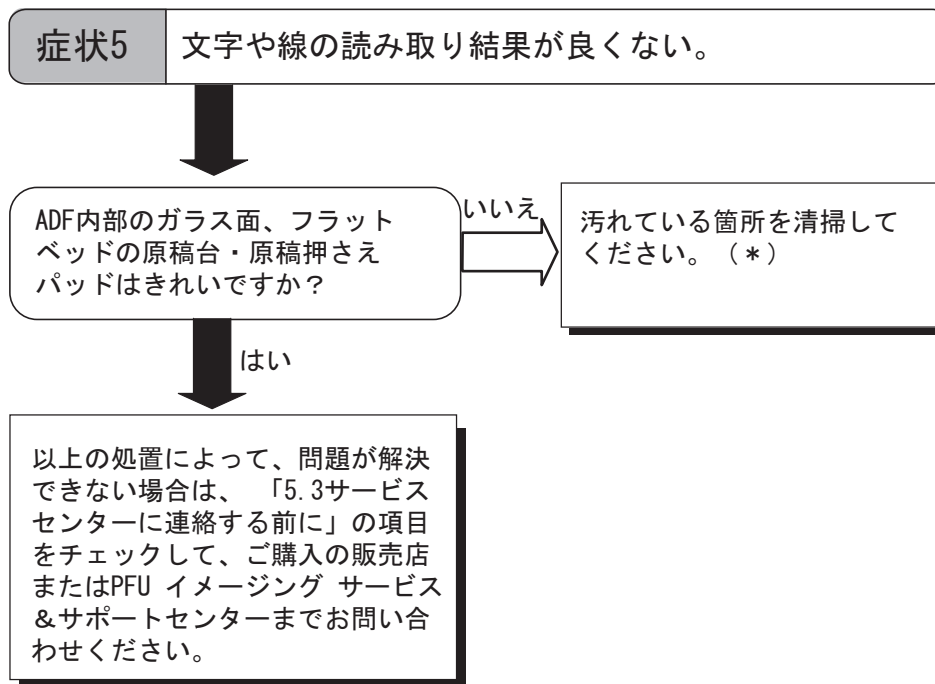 症状5
文字や線の読み取り結果が良くない。
ADF内部のガラス面、フラット
ベッドの原稿台・原稿押さえ
パッドはきれいですか？
いいえ
汚れている箇所を清掃して
ください。（＊）
はい
以上の処置によって、問題が解決
できない場合は、 「5.3サービス
センターに連絡する前に」の項目
をチェックして、ご購入の販売店
またはPFU イメージング サービス
＆サポートセンターまでお問い合
わせください。